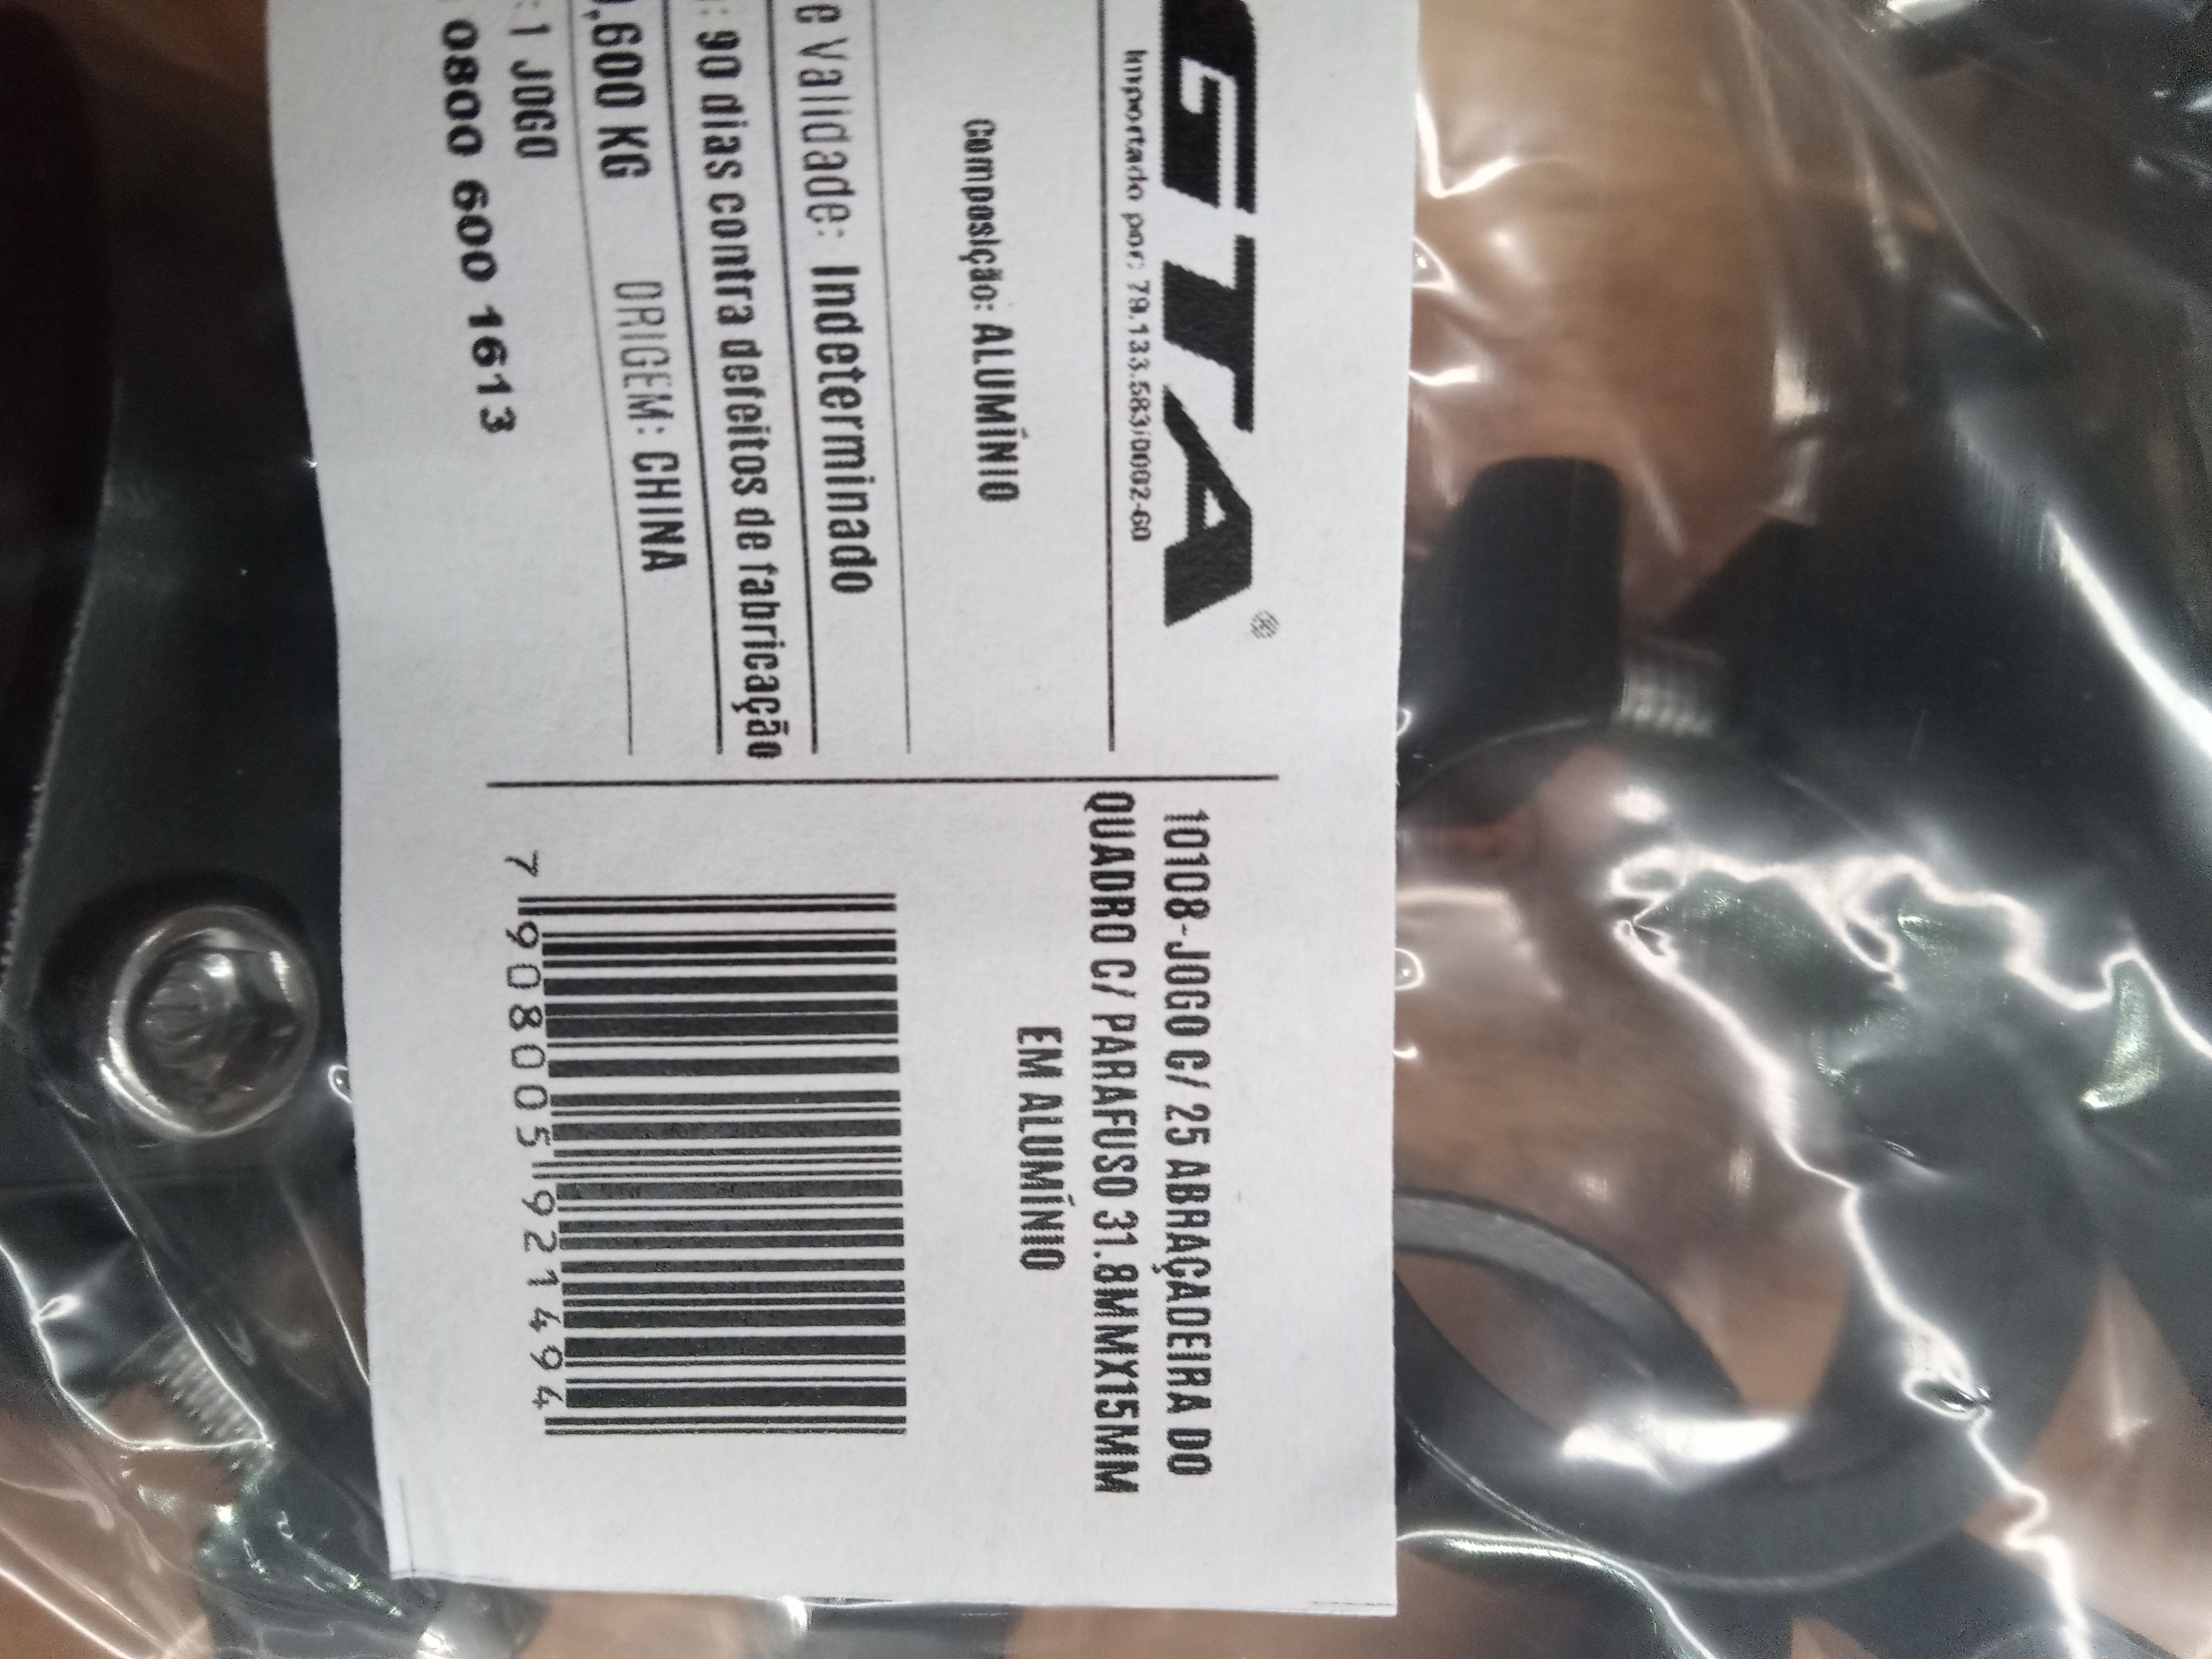 GTA®
Importado por: 79.133.583/0002-60
Composição: ALUMÍNIO
e Validade: Indeterminado
: 90 dias contra defeitos de fabricação
,600 KG ORIGEM: CHINA
: 1 JOGO
0800 600 1613
10108-JOGO C/ 25 ABRAÇADEIRA DO
QUADRO C/ PARAFUSO 31.8MMX15MM
EM ALUMÍNIO
7 908005 921494